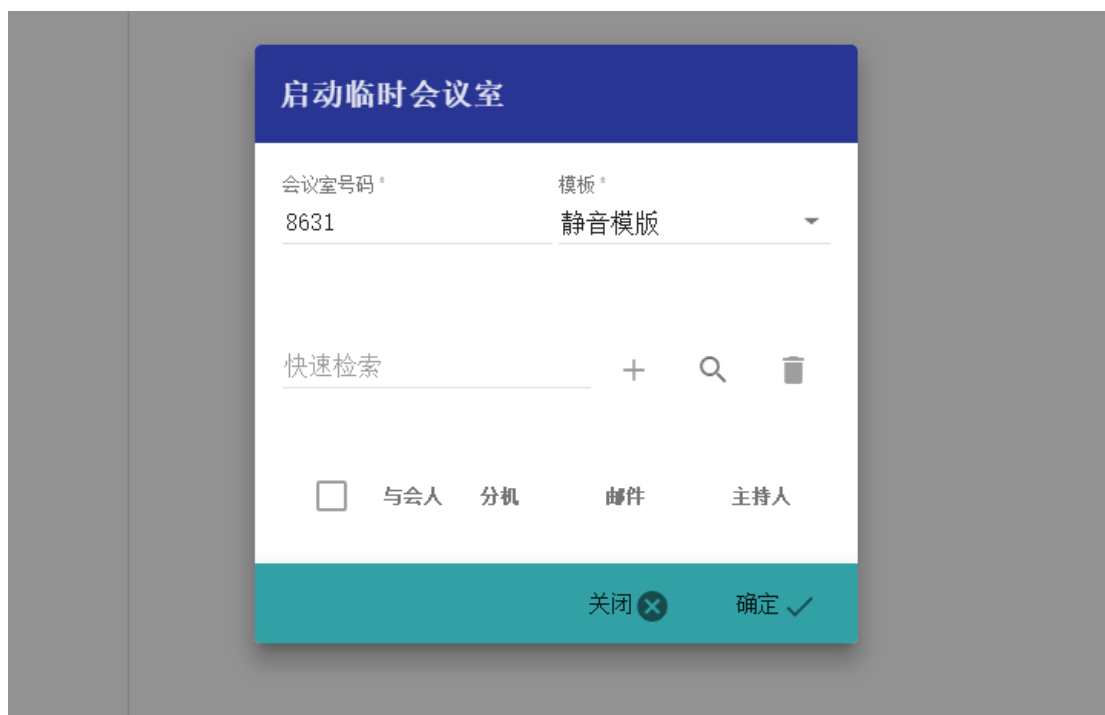 启动临时会议室
会议室号码 * 模板 *
8631 静音模版
快速检索
与会人 分机 邮件 主持人
关闭 确定